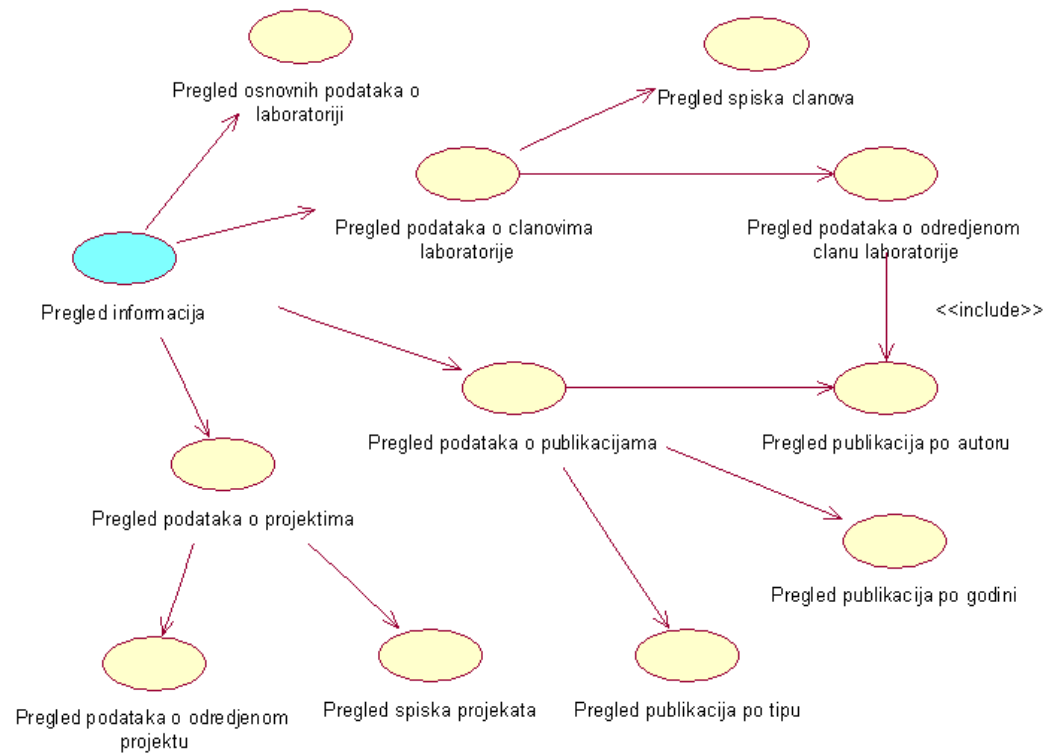 Pregled osnovnih podataka o
laboratoriji
Pregled spiska clanova
Pregled podataka o clanovima
laboratorije
Pregled podataka o odredjenom
clanu laboratorije
Pregled informacija
<<include>>
Pregled podataka o publikacijama
Pregled publikacija po autoru
Pregled podataka o projektima
Pregled publikacija po godini
Pregled podataka o odredjenom
projektu
Pregled spiska projekata
Pregled publikacija po tipu